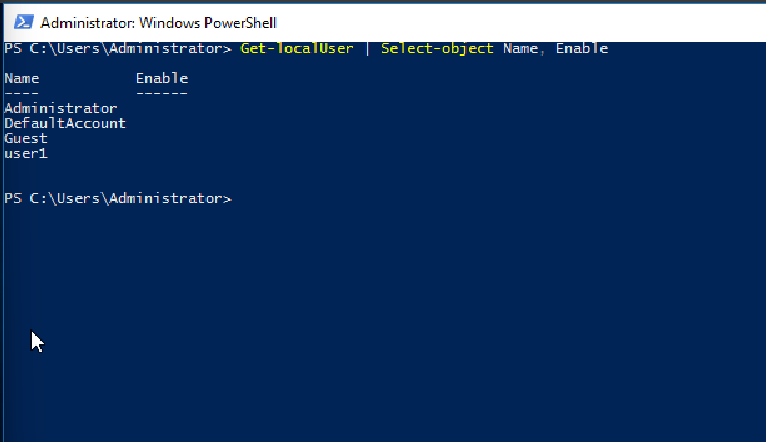 Administrator: Windows PowerShell
PS C:\Users\Administrator> Get-localUser | Select-object Name, Enable
Name           Enable
----           ------
Administrator
DefaultAccount
Guest
user1
PS C:\Users\Administrator>